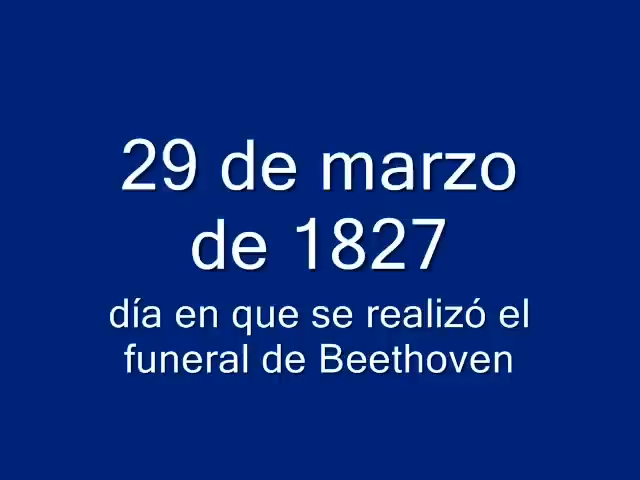 29 de marzo
de 1827
día en que se realizó el
funeral de Beethoven